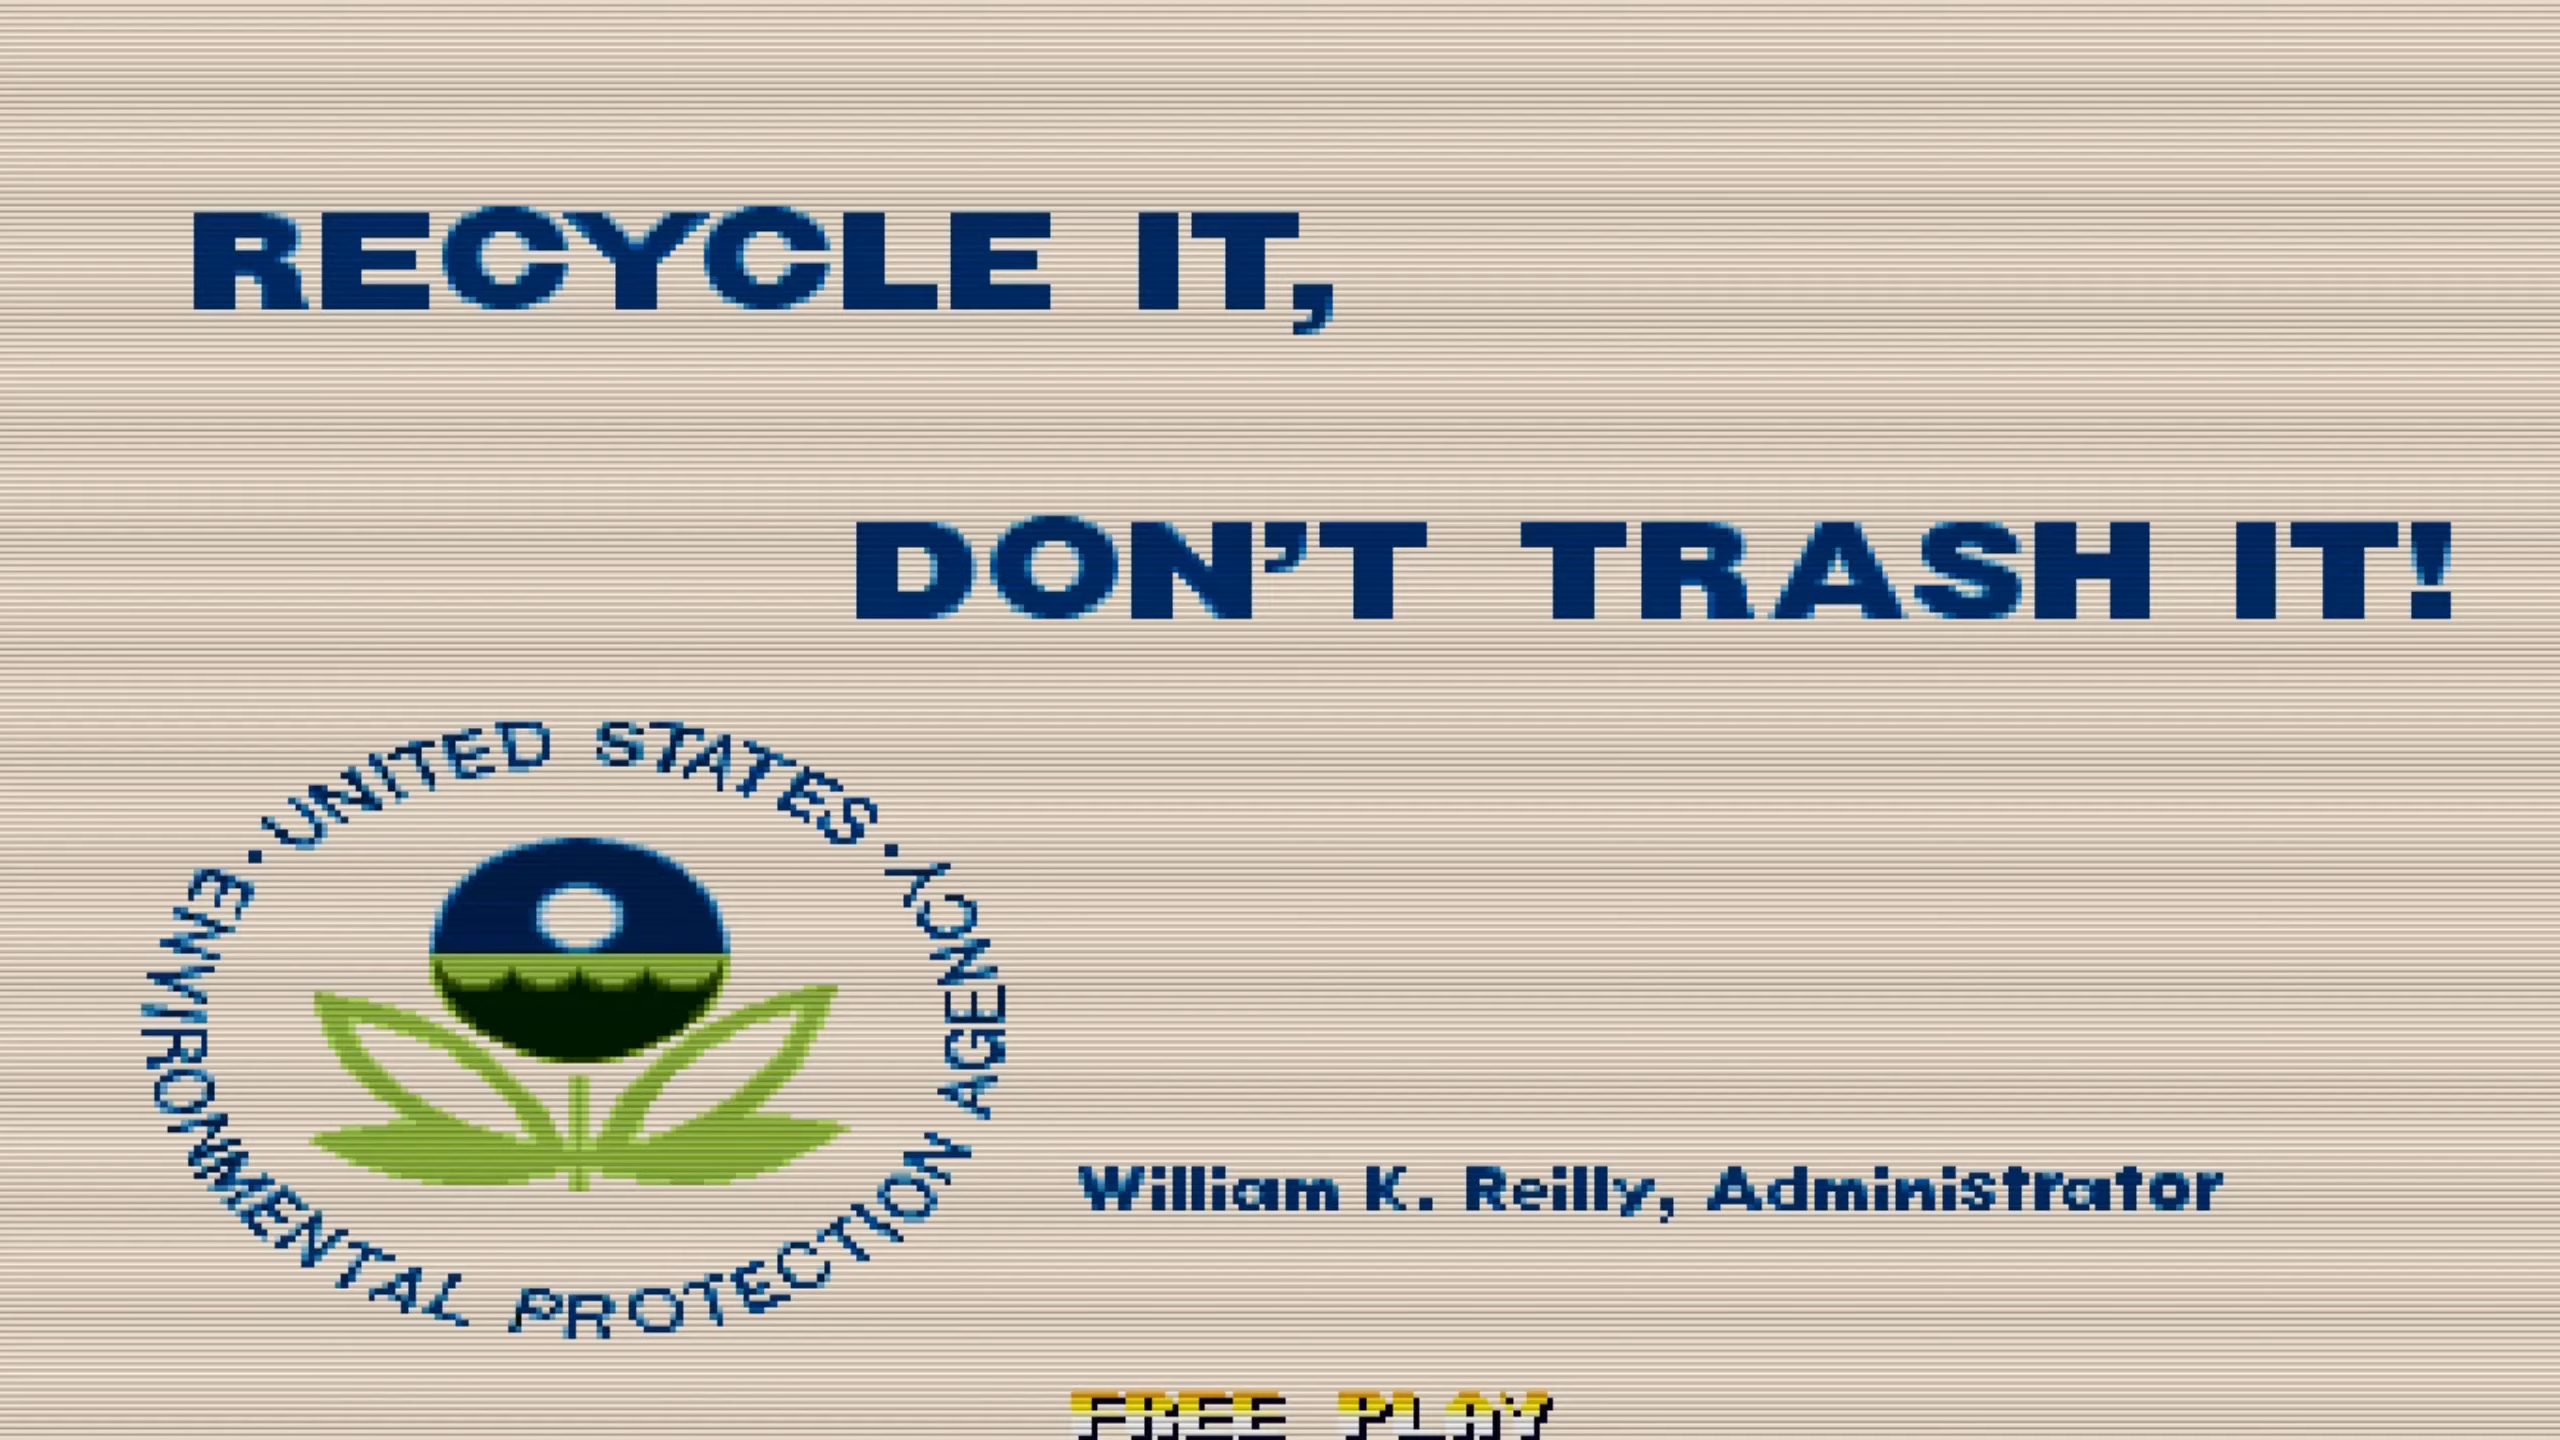 RECYCLE IT,
DON'T TRASH IT!
· UNITED STATES ·
ENVIRONMENTAL PROTECTION AGENCY
William K. Reilly, Administrator
FREE PLAY